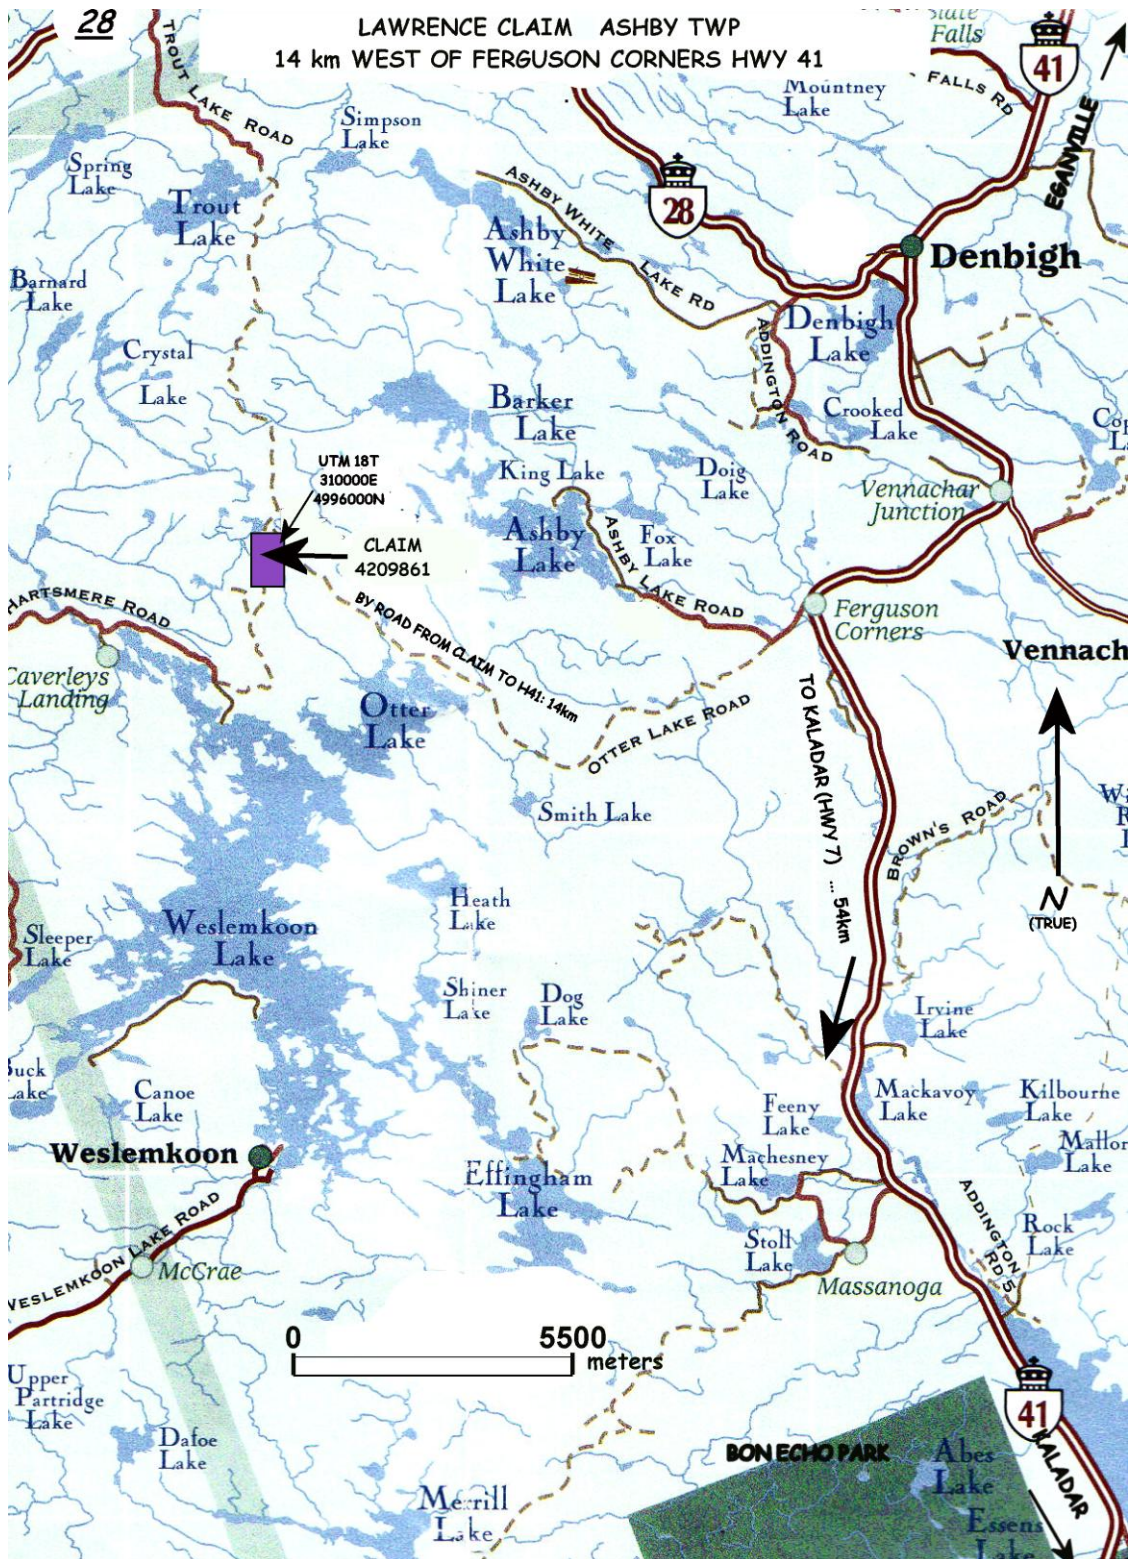 28
LAWRENCE CLAIM ASHBY TWP
14 km WEST OF FERGUSON CORNERS HWY 41
Falls
41
EGANVILLE
TROUT LAKE ROAD
FALLS RD
Mountney
Lake
Simpson
Lake
Spring
Lake
Trout
Lake
28
ASHBY WHITE
LAKE RD
Ashby
White
Lake
Denbigh
Barnard
Lake
Denbigh
Lake
ADDINGTON ROAD
Crystal
Lake
Barker
Lake
Crooked
Lake
UTM 18T
310000E
4996000N
King Lake
Doig
Lake
Vennachar
Junction
CLAIM
4209861
Ashby
Lake
Fox
Lake
ASHBY LAKE ROAD
HARTSMERE ROAD
BY ROAD FROM CLAIM TO H41: 14km
Ferguson
Corners
Caverleys
Landing
Vennach
Otter
Lake
OTTER LAKE ROAD
TO KALADAR (HWY 7) ... 54km
Smith Lake
BROWN'S ROAD
N
(TRUE)
Heath
Lake
Weslemkoon
Lake
Sleeper
Lake
Shiner
Lake
Dog
Lake
Irvine
Lake
Buck
Lake
Canoe
Lake
Mackavoy
Lake
Kilbourne
Lake
Feeny
Lake
Weslemkoon
Machesney
Lake
Mallor
Lake
Effingham
Lake
WESLEMKOON LAKE ROAD
McCrae
Stoll
Lake
Massanoga
ADDINGTON
RD 5
Rock
Lake
0 5500
meters
Upper
Partridge
Lake
41
KALADAR
Dafoe
Lake
BON ECHO PARK
Abes
Lake
Merrill
Lake
Essens
Lake